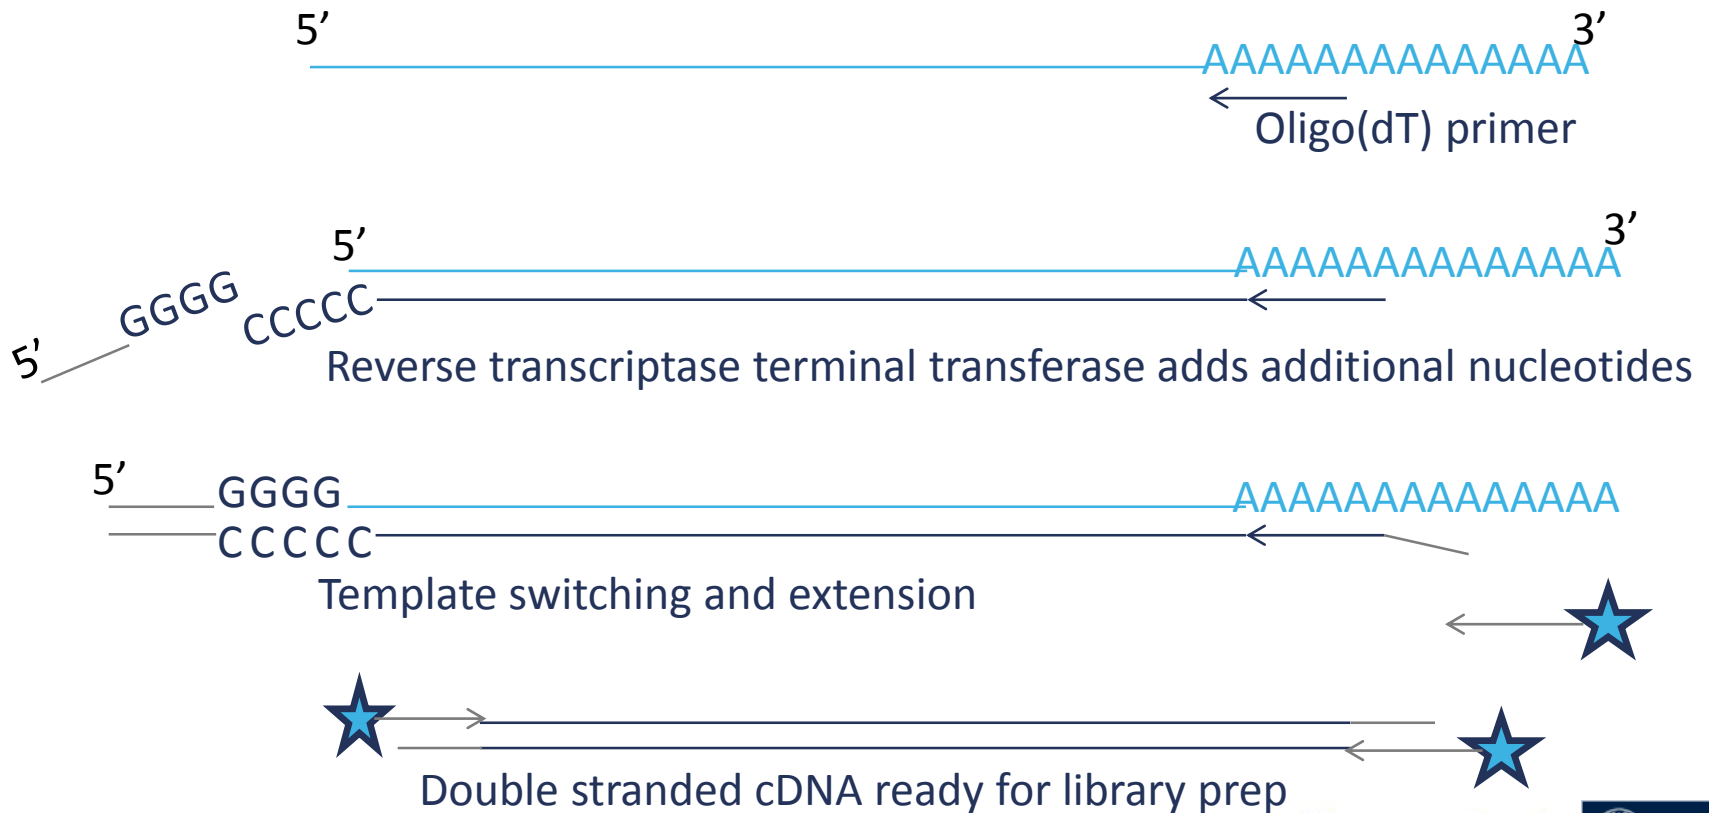 5’ 3’
AAAAAAAAAAAAAA
Oligo(dT) primer
5’ 3’
AAAAAAAAAAAAAA
GGGG
CCCCC
5’
Reverse transcriptase terminal transferase adds additional nucleotides
5’
GGGG AAAAAAAAAAAAAA
CCCCC
Template switching and extension
Double stranded cDNA ready for library prep